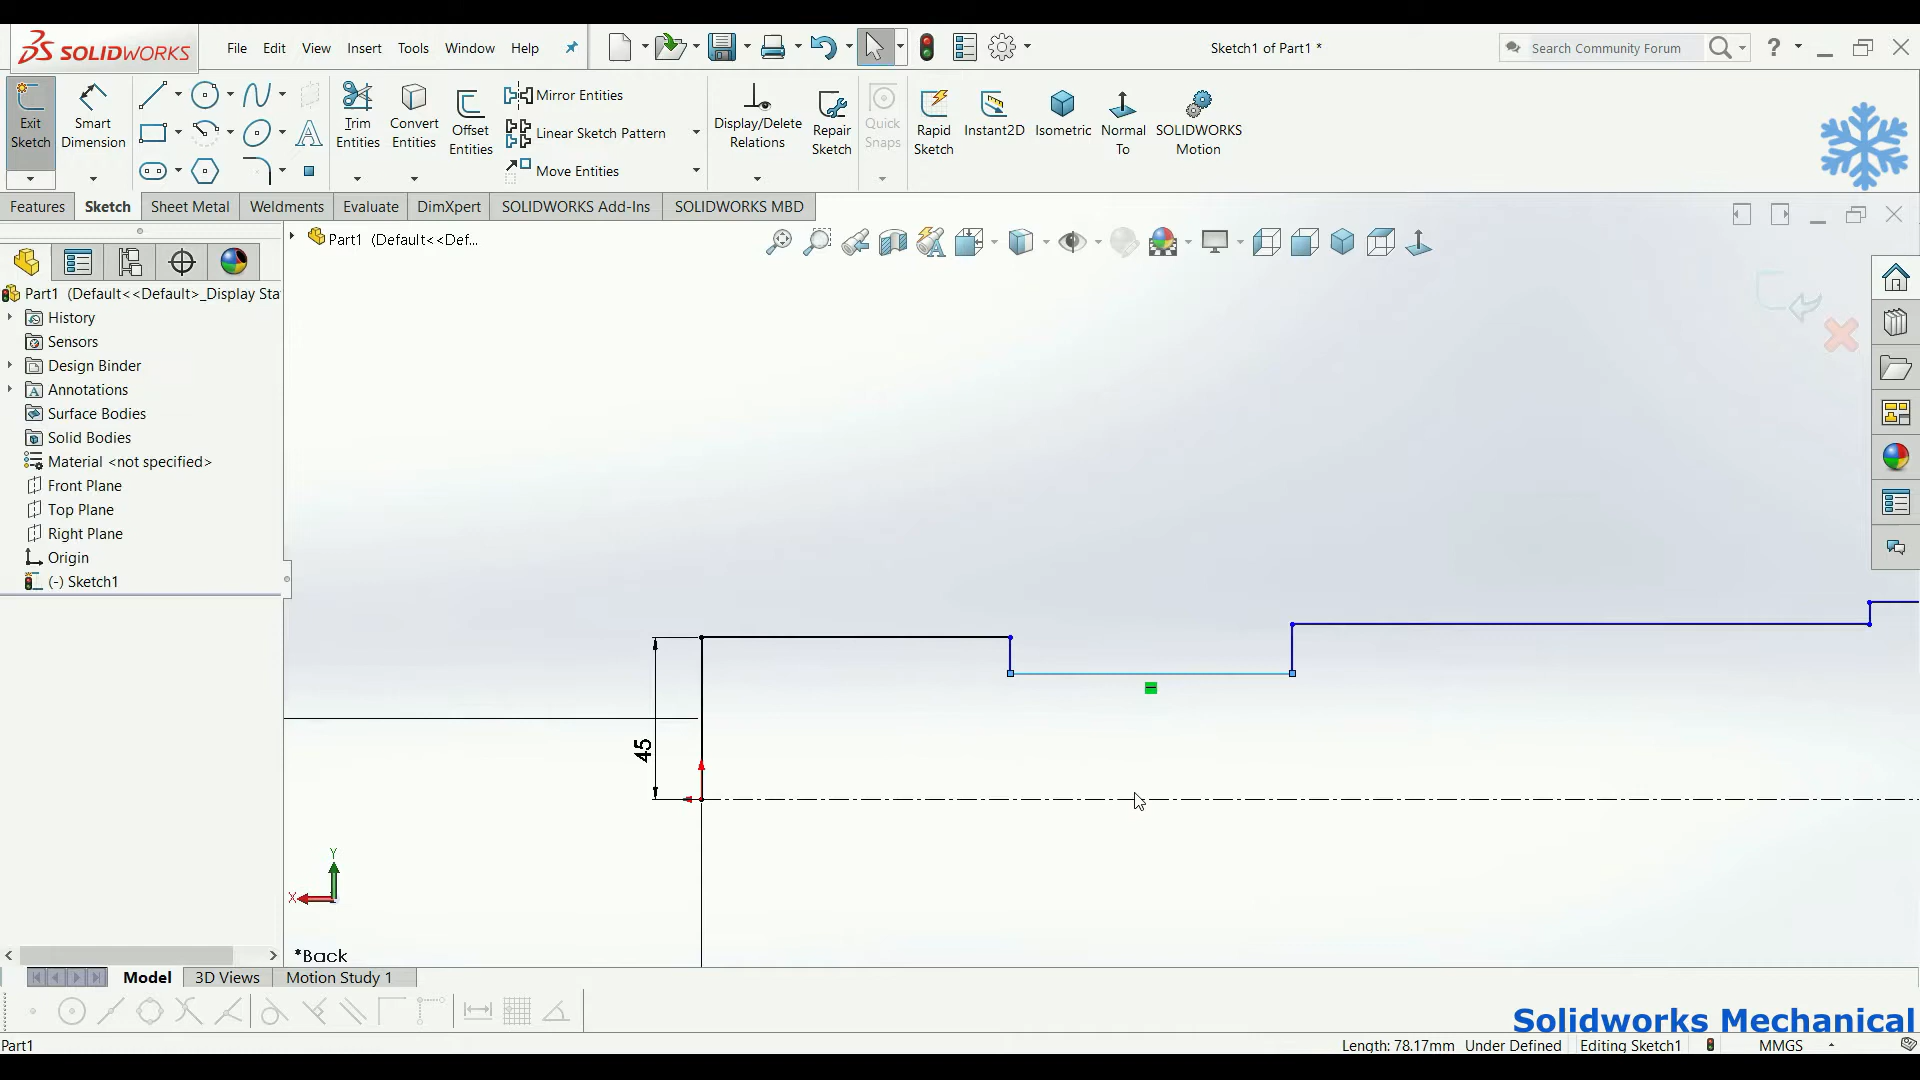 SOLIDWORKS
File Edit View Insert Tools Window Help
Sketch1 of Part1 *
Search Community Forum
?
Exit Sketch
Smart Dimension
Trim Entities
Convert Entities
Offset Entities
Mirror Entities
Linear Sketch Pattern
Move Entities
Display/Delete Relations
Repair Sketch
Quick Snaps
Rapid Sketch
Instant2D
Isometric
Normal To
SOLIDWORKS Motion
Features Sketch Sheet Metal Weldments Evaluate DimXpert SOLIDWORKS Add-Ins SOLIDWORKS MBD
Part1 (Default<<Def...
Part1 (Default<<Default>_Display Sta
History
Sensors
Design Binder
Annotations
Surface Bodies
Solid Bodies
Material <not specified>
Front Plane
Top Plane
Right Plane
Origin
(-) Sketch1
45
Y
X
*Back
Model 3D Views Motion Study 1
Solidworks Mechanical
Part1
Length: 78.17mm Under Defined Editing Sketch1 MMGS